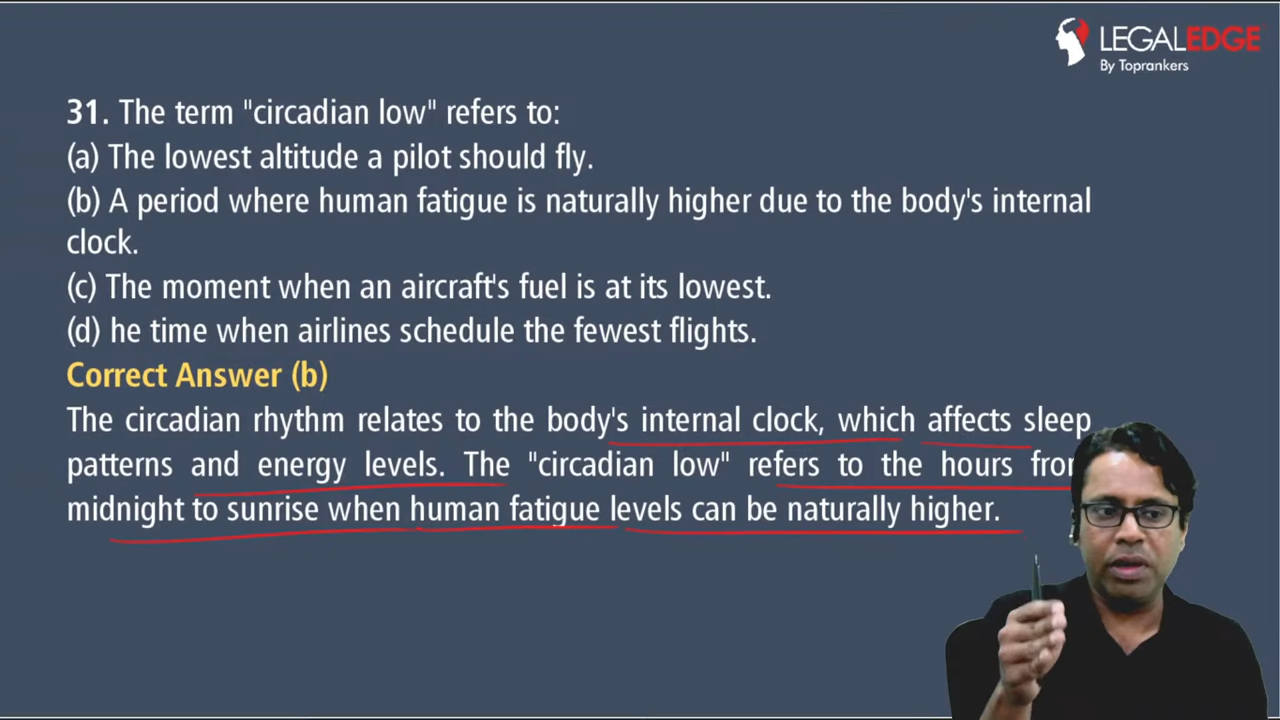 LEGALEDGE
By Toprankers
31. The term "circadian low" refers to:
(a) The lowest altitude a pilot should fly.
(b) A period where human fatigue is naturally higher due to the body's internal
clock.
(c) The moment when an aircraft's fuel is at its lowest.
(d) he time when airlines schedule the fewest flights.
Correct Answer (b)
The circadian rhythm relates to the body's internal clock, which affects sleep
patterns and energy levels. The "circadian low" refers to the hours from
midnight to sunrise when human fatigue levels can be naturally higher.